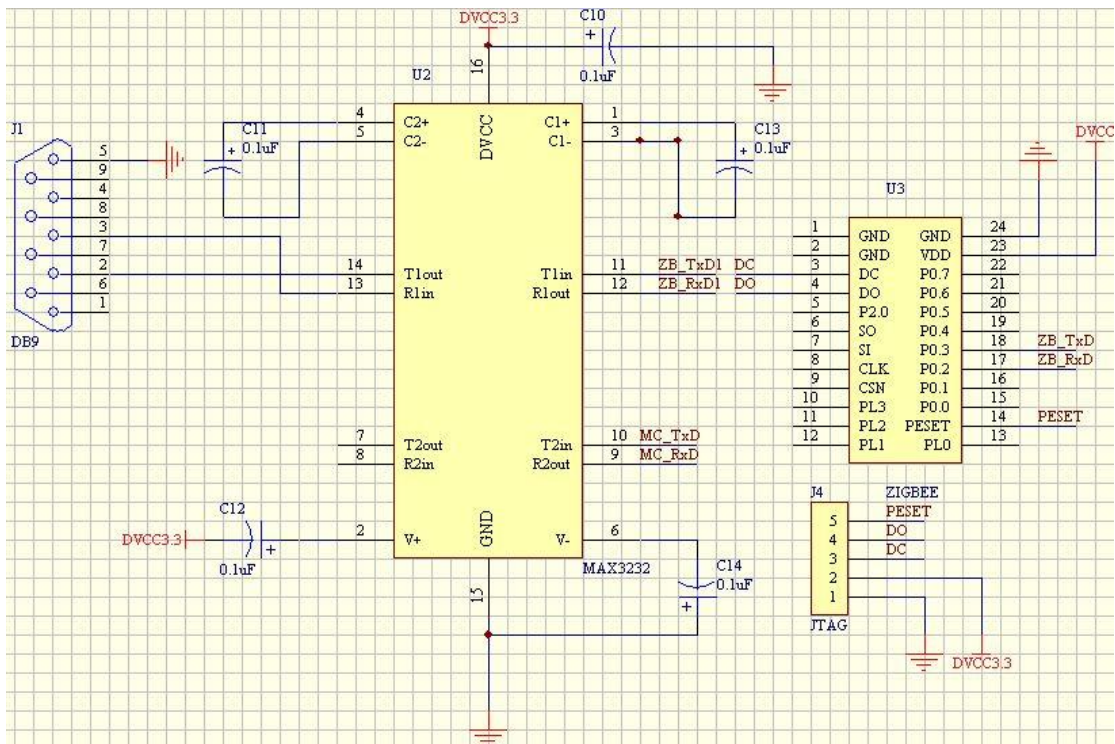 DVCC3.3
C10
+
0.1uF
16
U2
J1
5
9
4
8
3
7
2
6
1
DB9
C11
+
0.1uF
4
5
C2+
C2-
DVCC
C1+
C1-
1
3
C13
+
0.1uF
14
13
T1out
R1in
T1in
R1out
11
12
ZB_TxD1
DC
ZB_RxD1
DO
7
8
T2out
R2in
T2in
R2out
10
9
MC_TxD
MC_RxD
DVCC3.3
C12
+
0.1uF
2
V+
GND
V-
6
MAX3232
C14
0.1uF
+
15
DVCC
U3
1
2
3
4
5
6
7
8
9
10
11
12
GND
GND
DC
DO
P2.0
SO
SI
CLK
CSN
PL3
PL2
PL1
GND
VDD
P0.7
P0.6
P0.5
P0.4
P0.3
P0.2
P0.1
P0.0
PESET
PL0
24
23
22
21
20
19
18
17
16
15
14
13
ZB_TxD
ZB_RxD
PESET
J4
ZIGBEE
5
4
3
2
1
PESET
DO
DC
JTAG
DVCC3.3